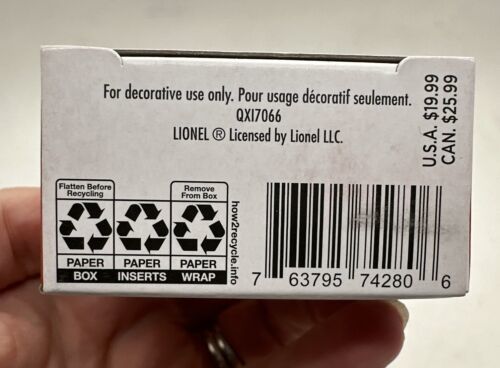 For decorative use only. Pour usage décoratif seulement.
QXI7066
LIONEL ® Licensed by Lionel LLC.
U.S.A. $19.99
CAN. $25.99
Flatten Before
Recycling
Remove
From Box
PAPER PAPER PAPER
BOX INSERTS WRAP
how2recycle.info
7 63795 74280 6